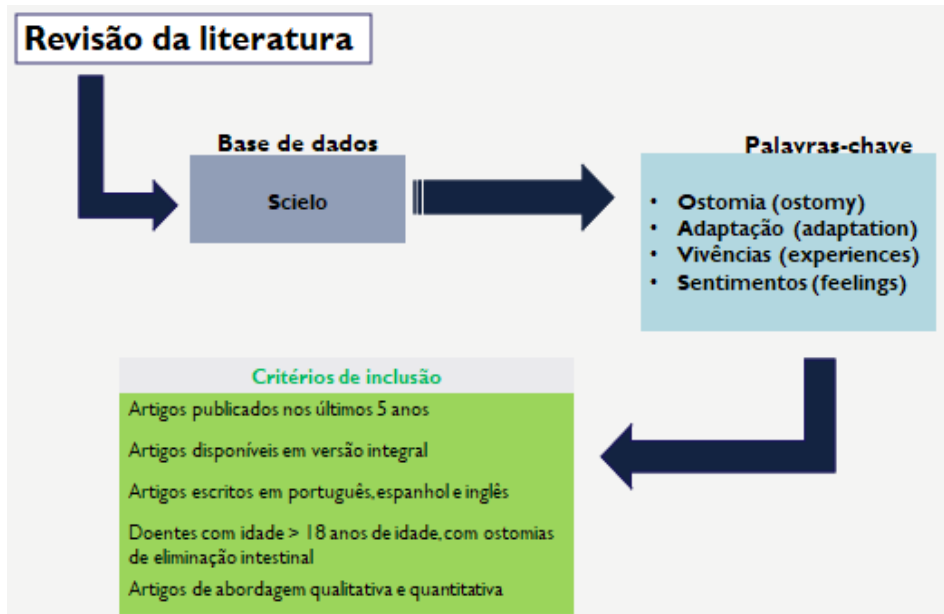 Revisão da literatura
Base de dados
Scielo
Palavras-chave
• Ostomia (ostomy)
• Adaptação (adaptation)
• Vivências (experiences)
• Sentimentos (feelings)
Critérios de inclusão
Artigos publicados nos últimos 5 anos
Artigos disponíveis em versão integral
Artigos escritos em português, espanhol e inglês
Doentes com idade > 18 anos de idade, com ostomias
de eliminação intestinal
Artigos de abordagem qualitativa e quantitativa